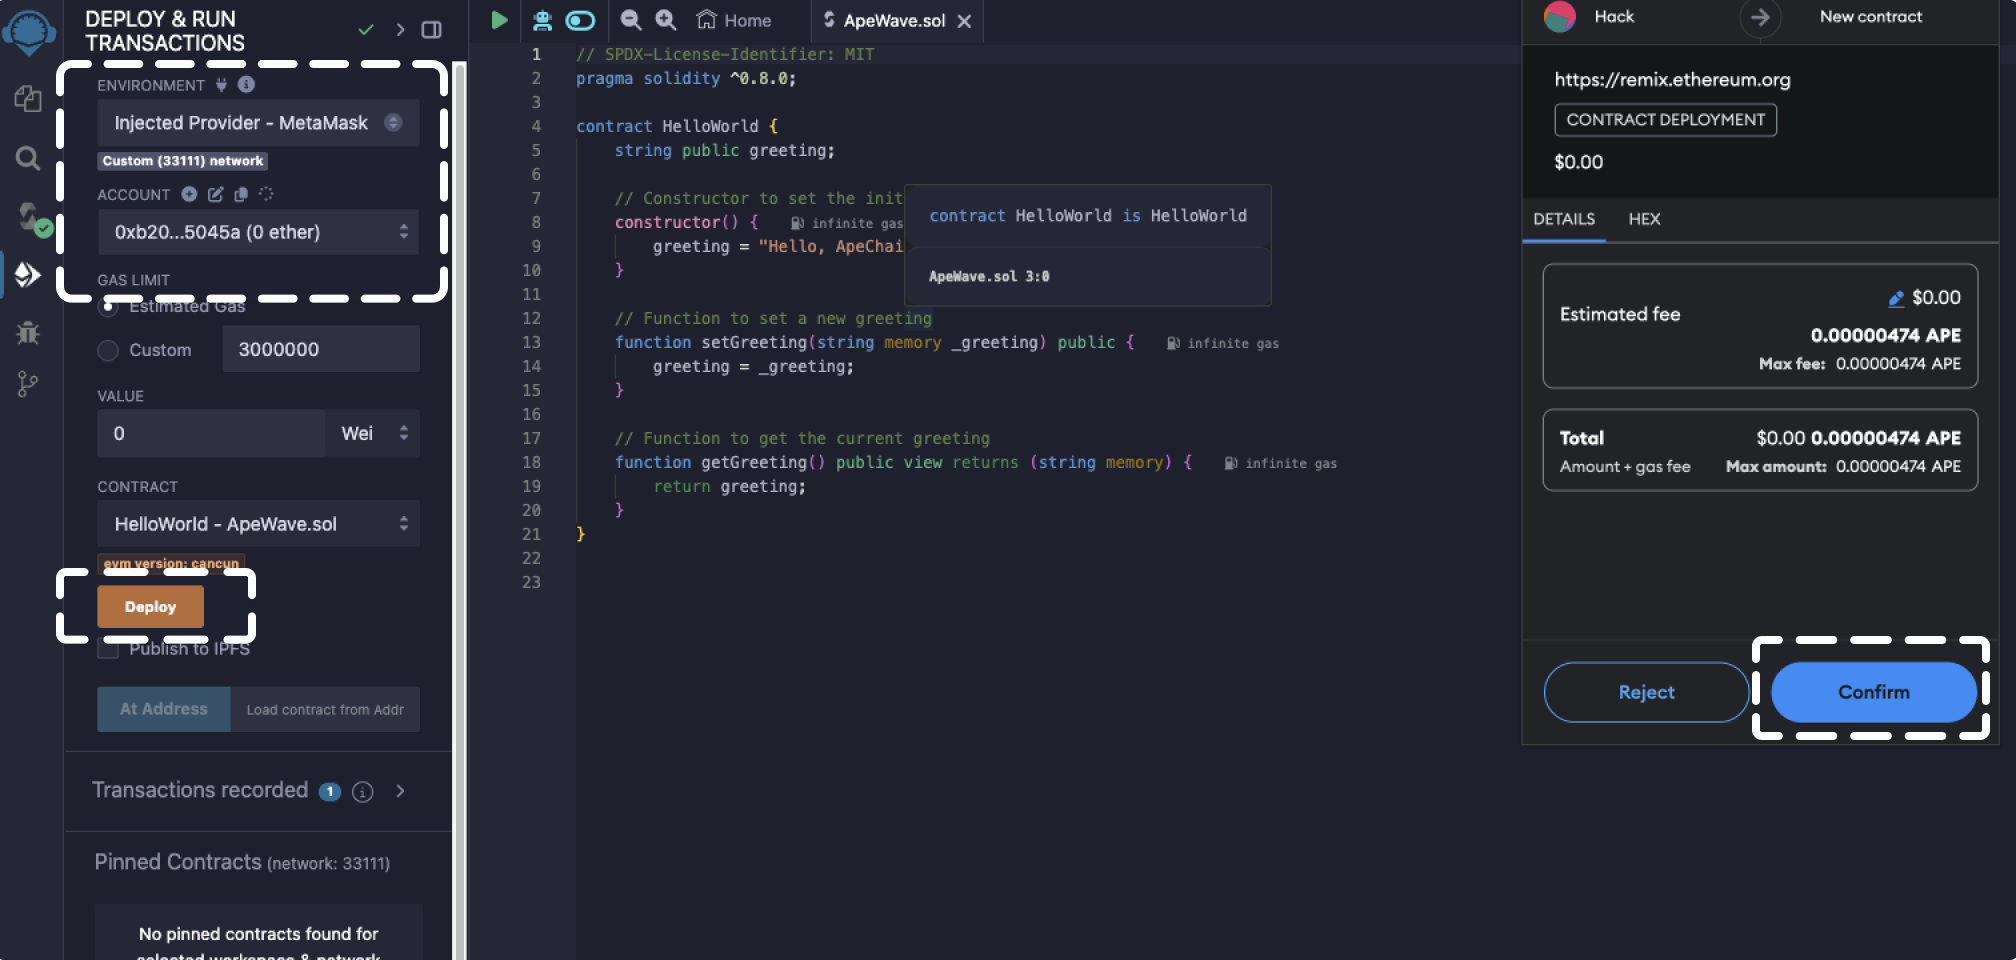 DEPLOY & RUN
TRANSACTIONS
ENVIRONMENT
Injected Provider - MetaMask
Custom (33111) network
ACCOUNT
0xb20...5045a (0 ether)
GAS LIMIT
Estimated Gas
Custom
3000000
VALUE
0
Wei
CONTRACT
HelloWorld - ApeWave.sol
evm version: cancun
Deploy
Publish to IPFS
At Address
Load contract from Addr
Transactions recorded 1
Pinned Contracts (network: 33111)
No pinned contracts found for
selected workspace & network
Home
ApeWave.sol
1 // SPDX-License-Identifier: MIT
2 pragma solidity ^0.8.0;
3
4 contract HelloWorld {
5 string public greeting;
6
7 // Constructor to set the init
8 constructor() { infinite gas
9 greeting = "Hello, ApeChai
10 }
11
12 // Function to set a new greeting
13 function setGreeting(string memory _greeting) public { infinite gas
14 greeting = _greeting;
15 }
16
17 // Function to get the current greeting
18 function getGreeting() public view returns (string memory) { infinite gas
19 return greeting;
20 }
21 }
22
23
contract HelloWorld is HelloWorld
ApeWave.sol 3:0
Hack
New contract
https://remix.ethereum.org
CONTRACT DEPLOYMENT
$0.00
DETAILS
HEX
Estimated fee
$0.00
0.00000474 APE
Max fee: 0.00000474 APE
Total
$0.00 0.00000474 APE
Amount + gas fee
Max amount: 0.00000474 APE
Reject
Confirm